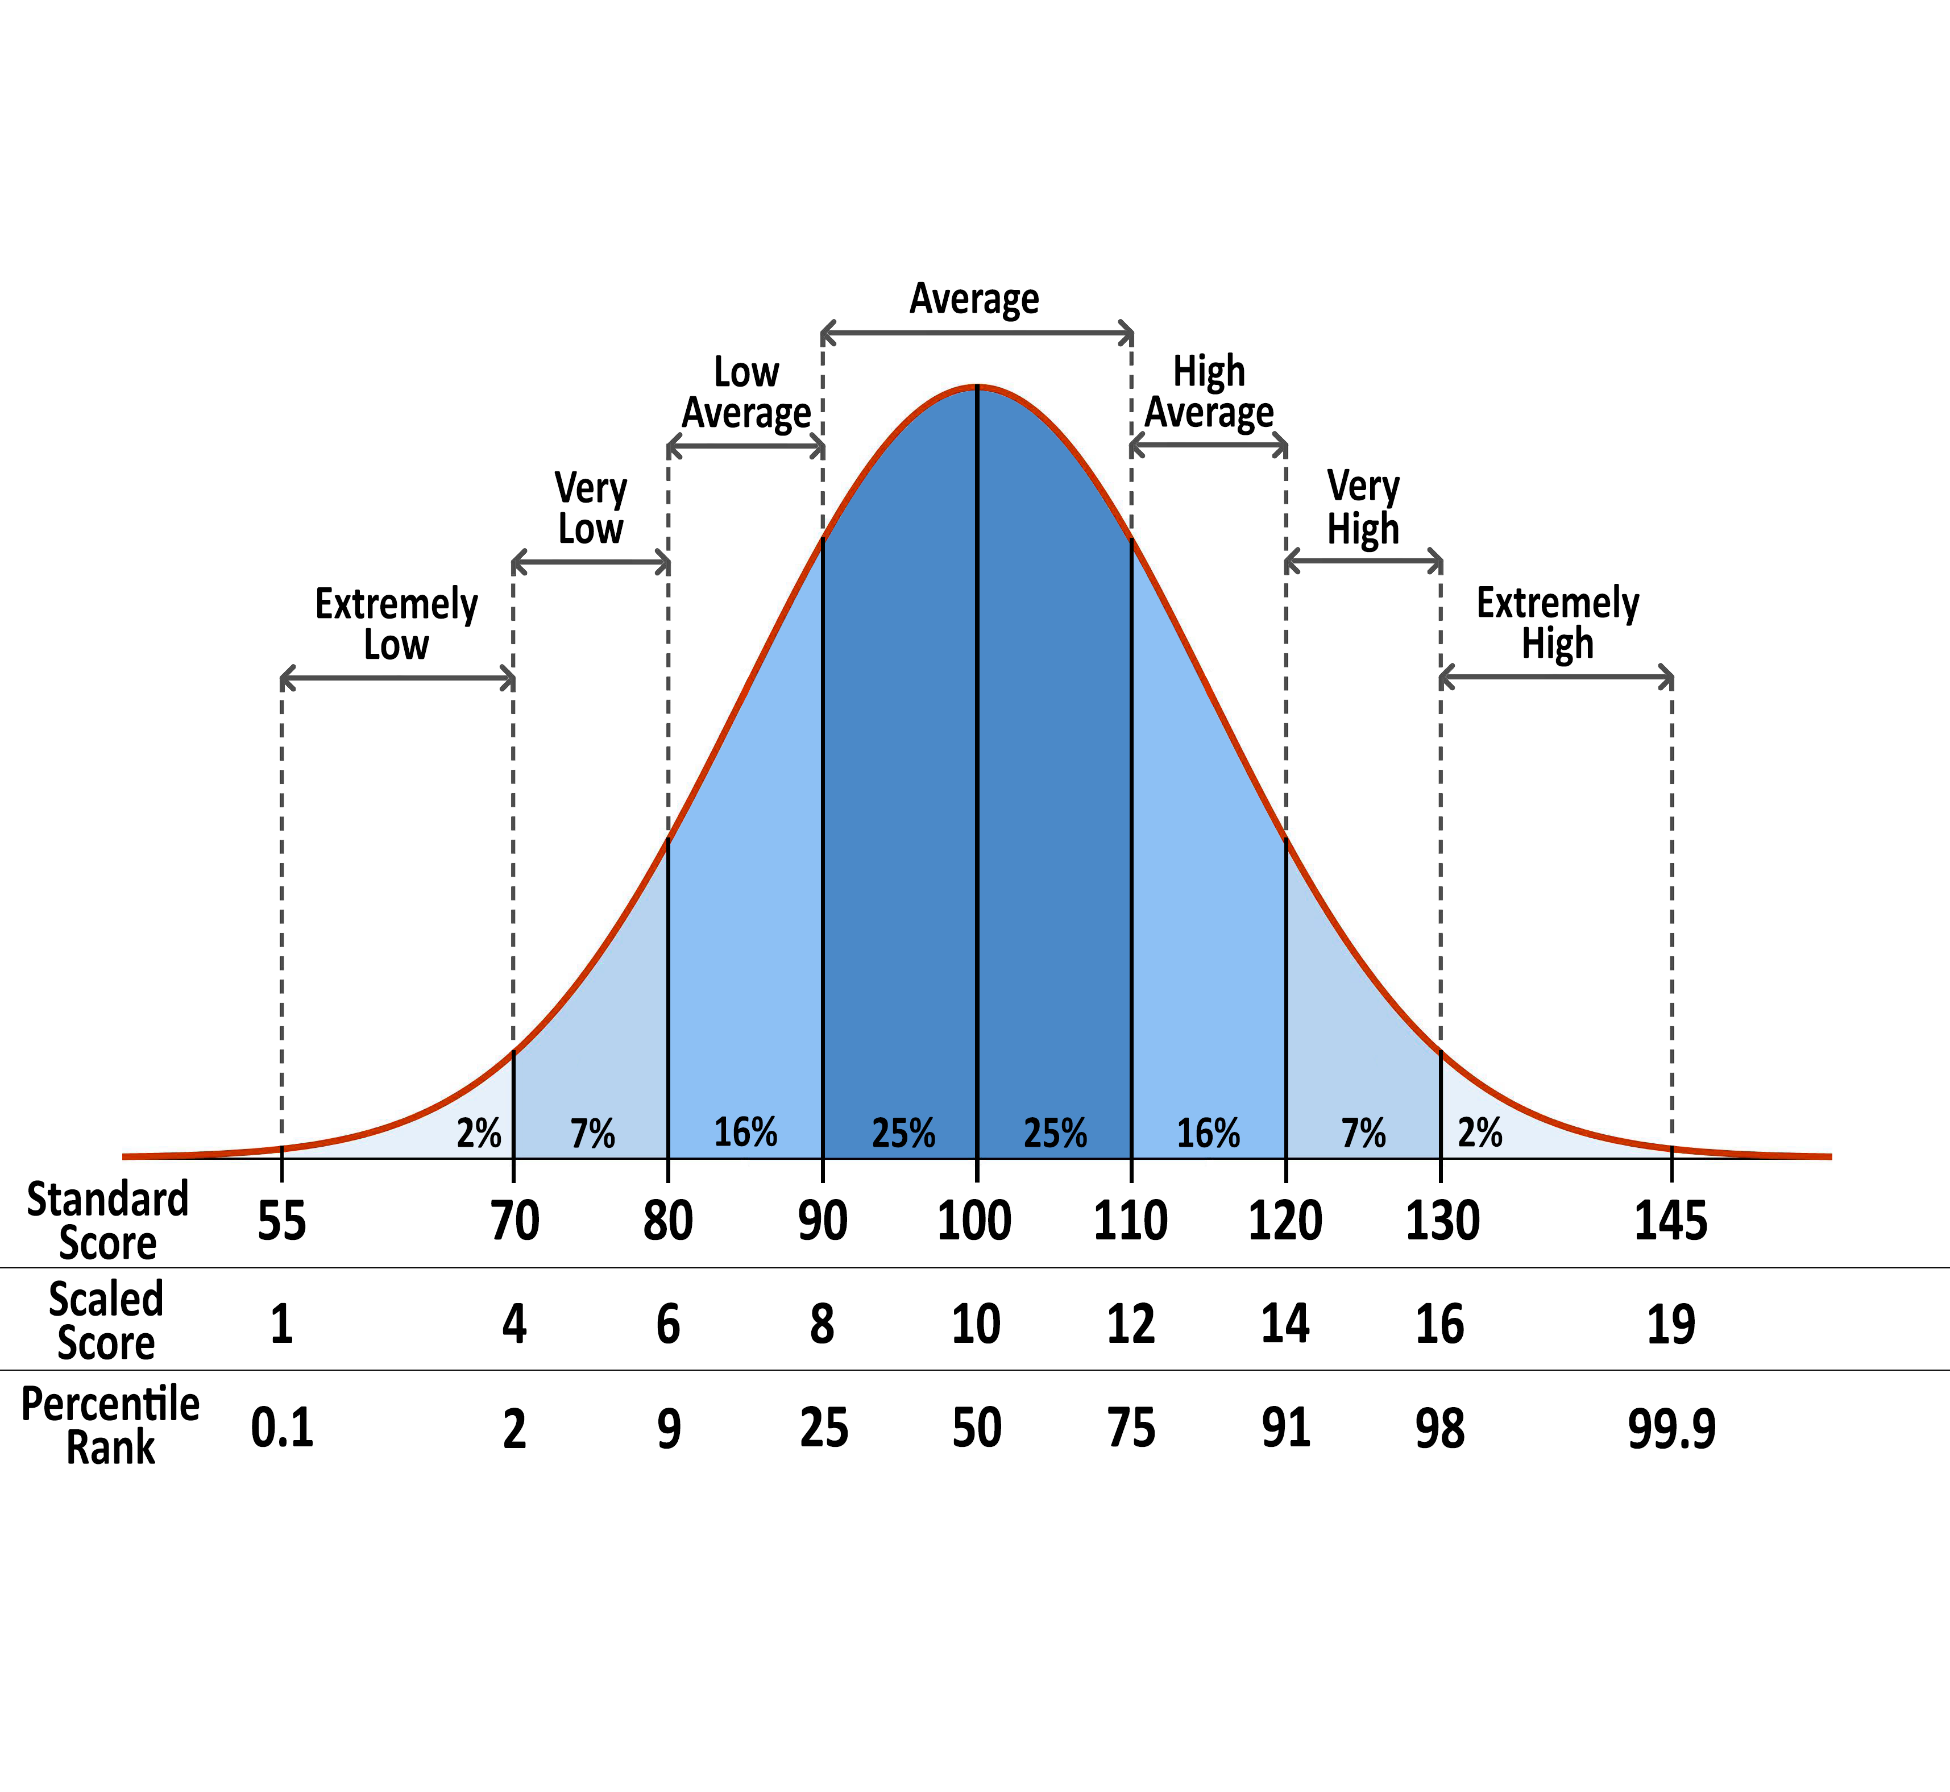 Average
Low
Average
High
Average
Very
Low
Very
High
Extremely
Low
Extremely
High
2% 7% 16% 25% 25% 16% 7% 2%
Standard
Score
55 70 80 90 100 110 120 130 145
Scaled
Score
1 4 6 8 10 12 14 16 19
Percentile
Rank
0.1 2 9 25 50 75 91 98 99.9